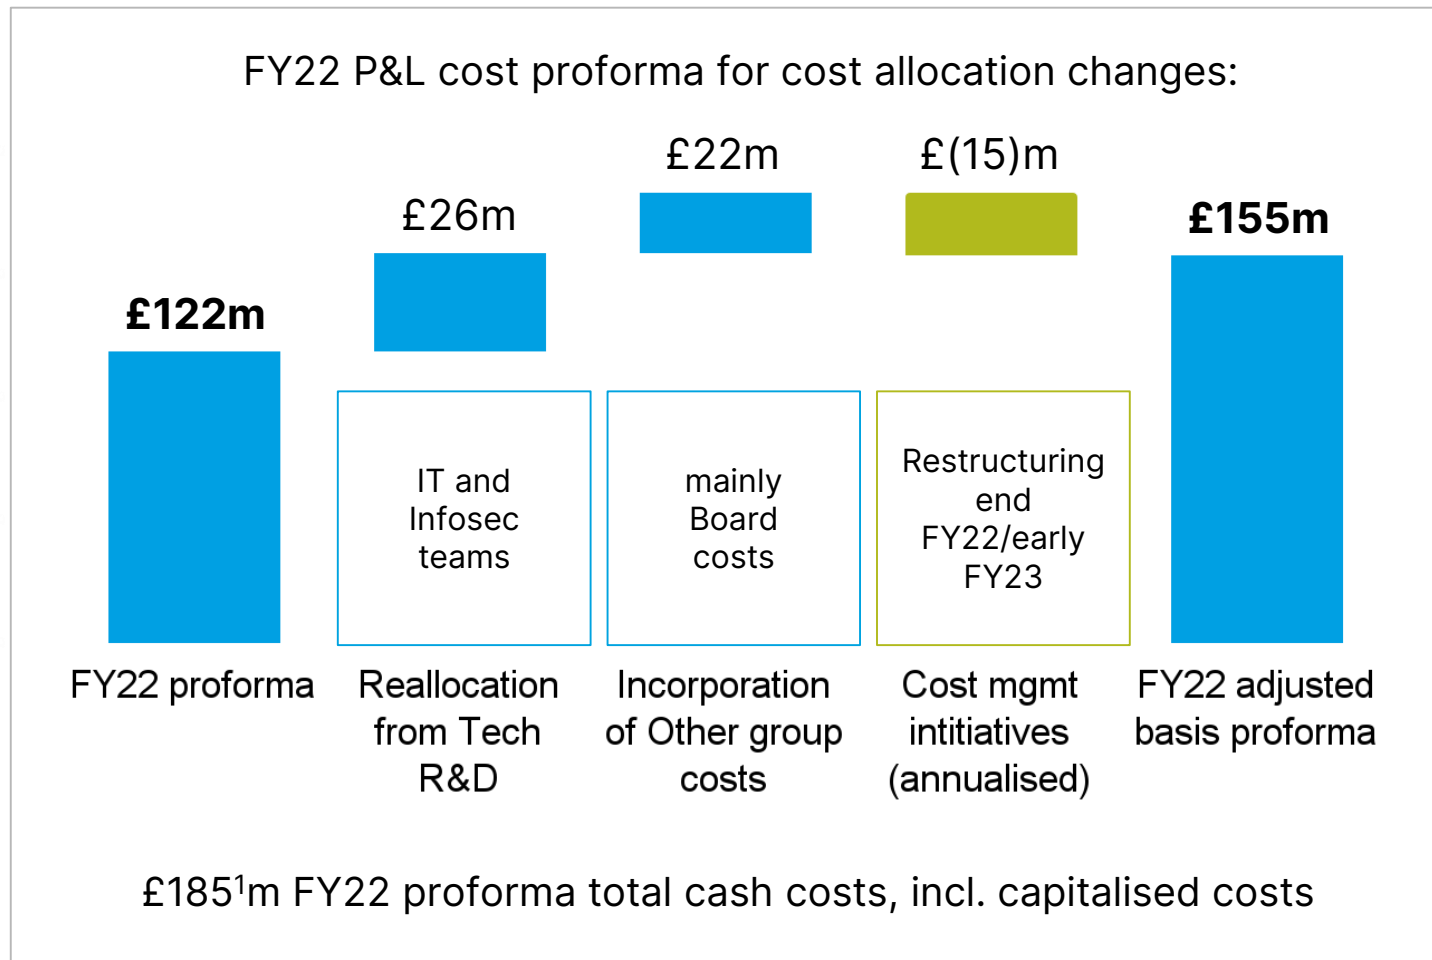 FY22 P&L cost proforma for cost allocation changes:
£122m
£26m
£22m
£(15)m
£155m
IT and
Infosec
teams
mainly
Board
costs
Restructuring
end
FY22/early
FY23
FY22 proforma
Reallocation
from Tech
R&D
Incorporation
of Other group
costs
Cost mgmt
intitiatives
(annualised)
FY22 adjusted
basis proforma
£185¹m FY22 proforma total cash costs, incl. capitalised costs